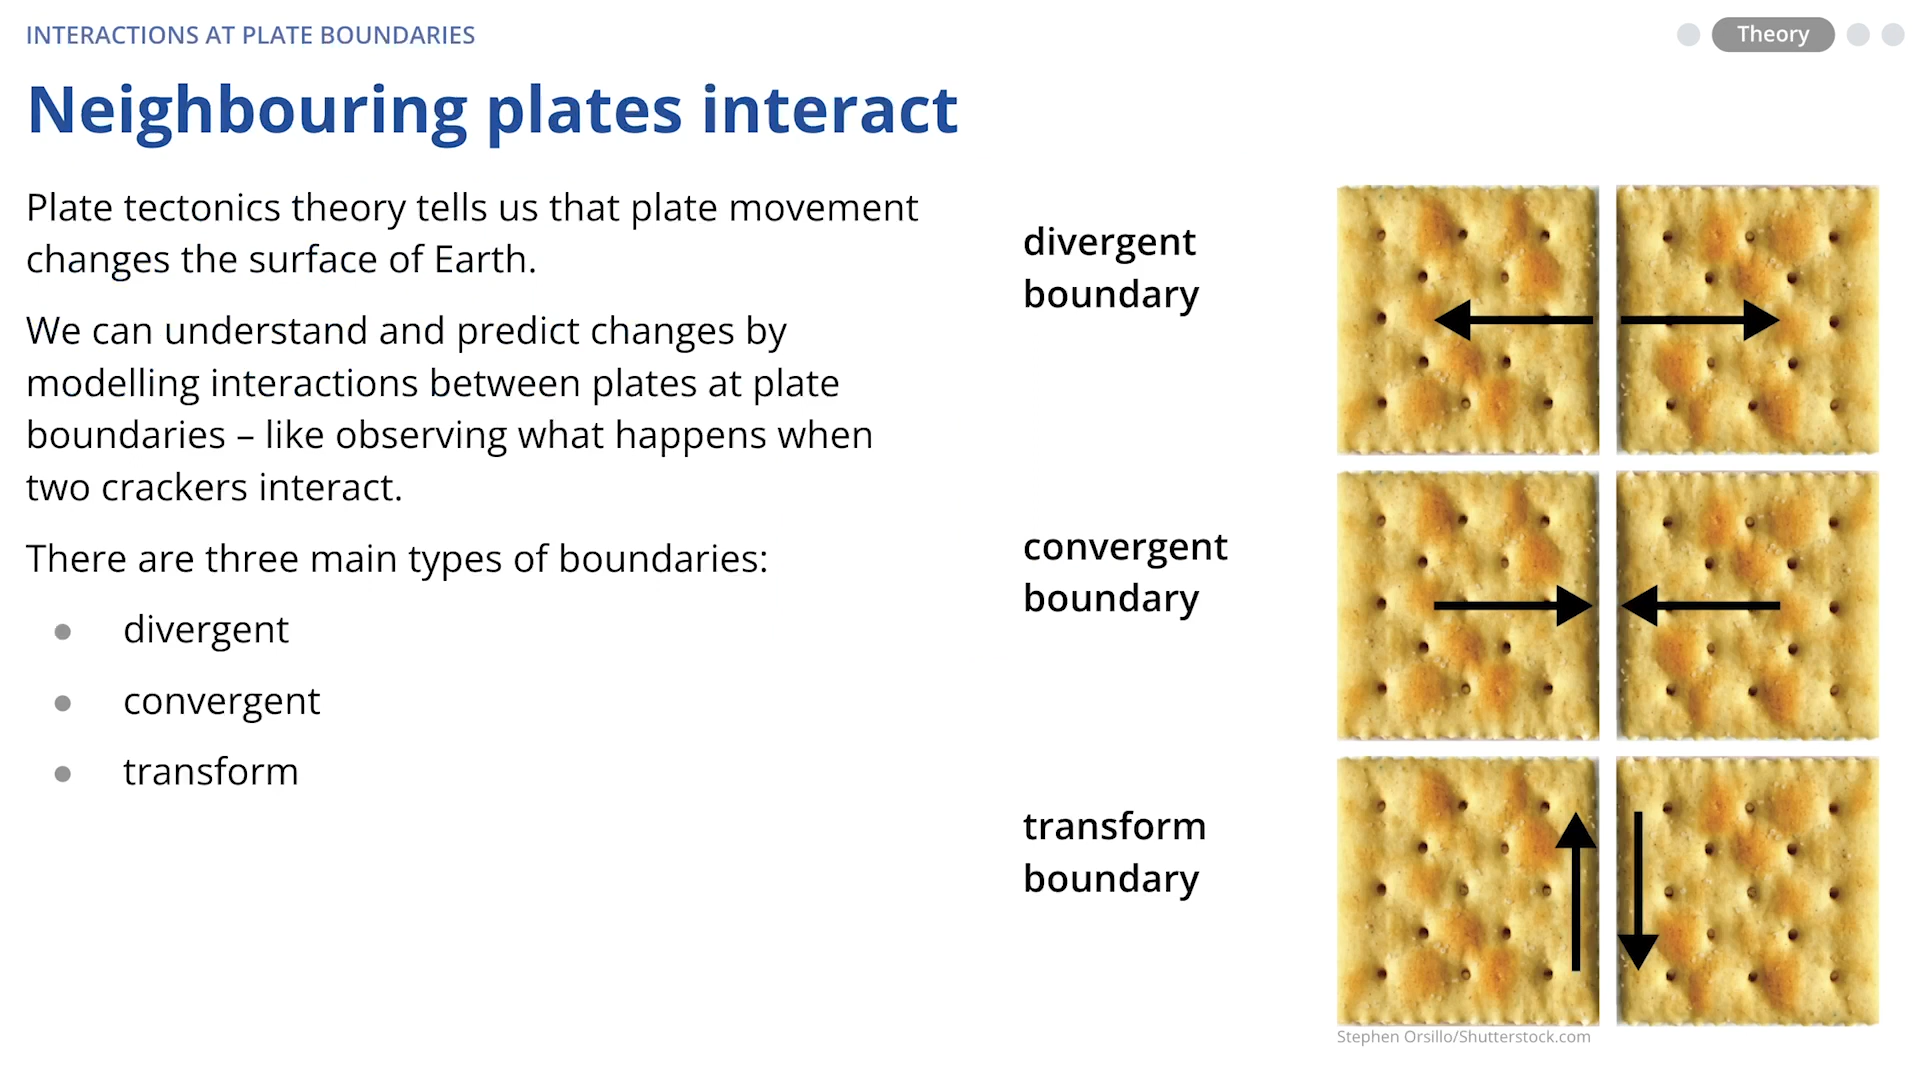 INTERACTIONS AT PLATE BOUNDARIES
Theory
Neighbouring plates interact
Plate tectonics theory tells us that plate movement
changes the surface of Earth.
We can understand and predict changes by
modelling interactions between plates at plate
boundaries – like observing what happens when
two crackers interact.
There are three main types of boundaries:
● divergent
● convergent
● transform
divergent
boundary
convergent
boundary
transform
boundary
Stephen Orsillo/Shutterstock.com